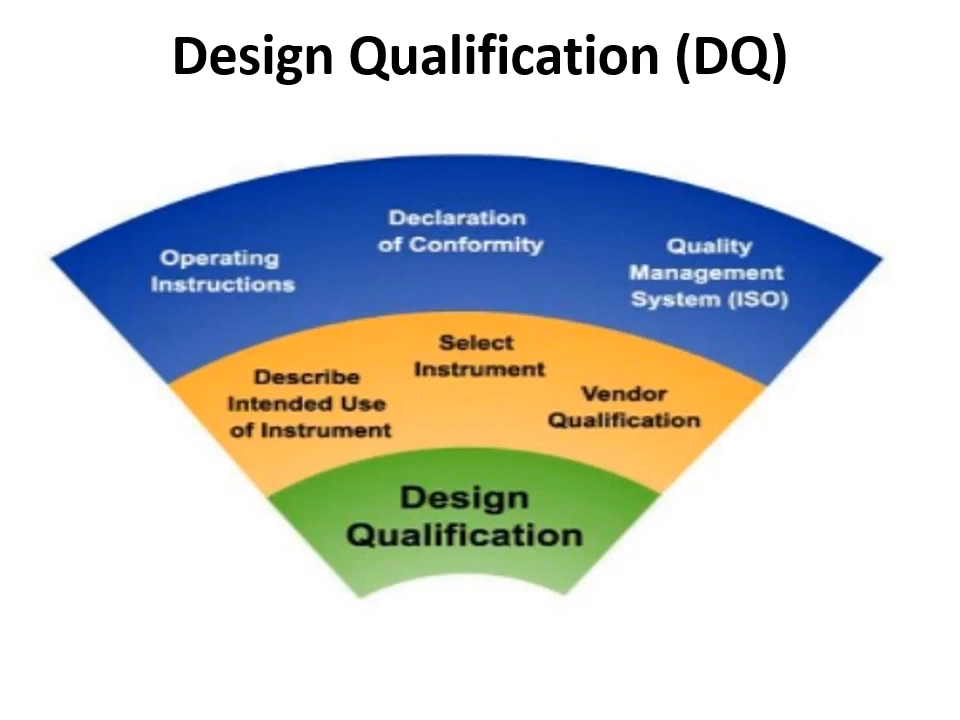 Design Qualification (DQ)
Declaration
of Conformity
Operating
Instructions
Quality
Management
System (ISO)
Select
Instrument
Describe
Intended Use
of Instrument
Vendor
Qualification
Design
Qualification